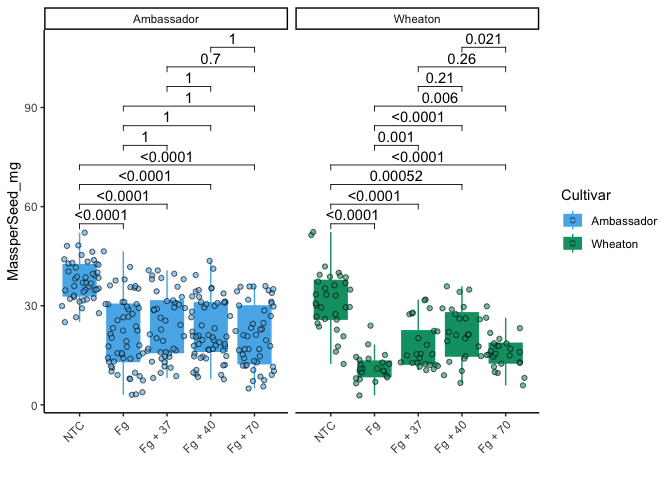 Ambassador
Wheaton
1
0.7
1
1
1
1
<0.0001
<0.0001
<0.0001
<0.0001
0.021
0.26
0.21
0.006
<0.0001
0.001
<0.0001
0.00052
<0.0001
<0.0001
MassperSeed_mg
90
60
30
0
NTC
Fg
Fg + 37
Fg + 40
Fg + 70
NTC
Fg
Fg + 37
Fg + 40
Fg + 70
Cultivar
Ambassador
Wheaton